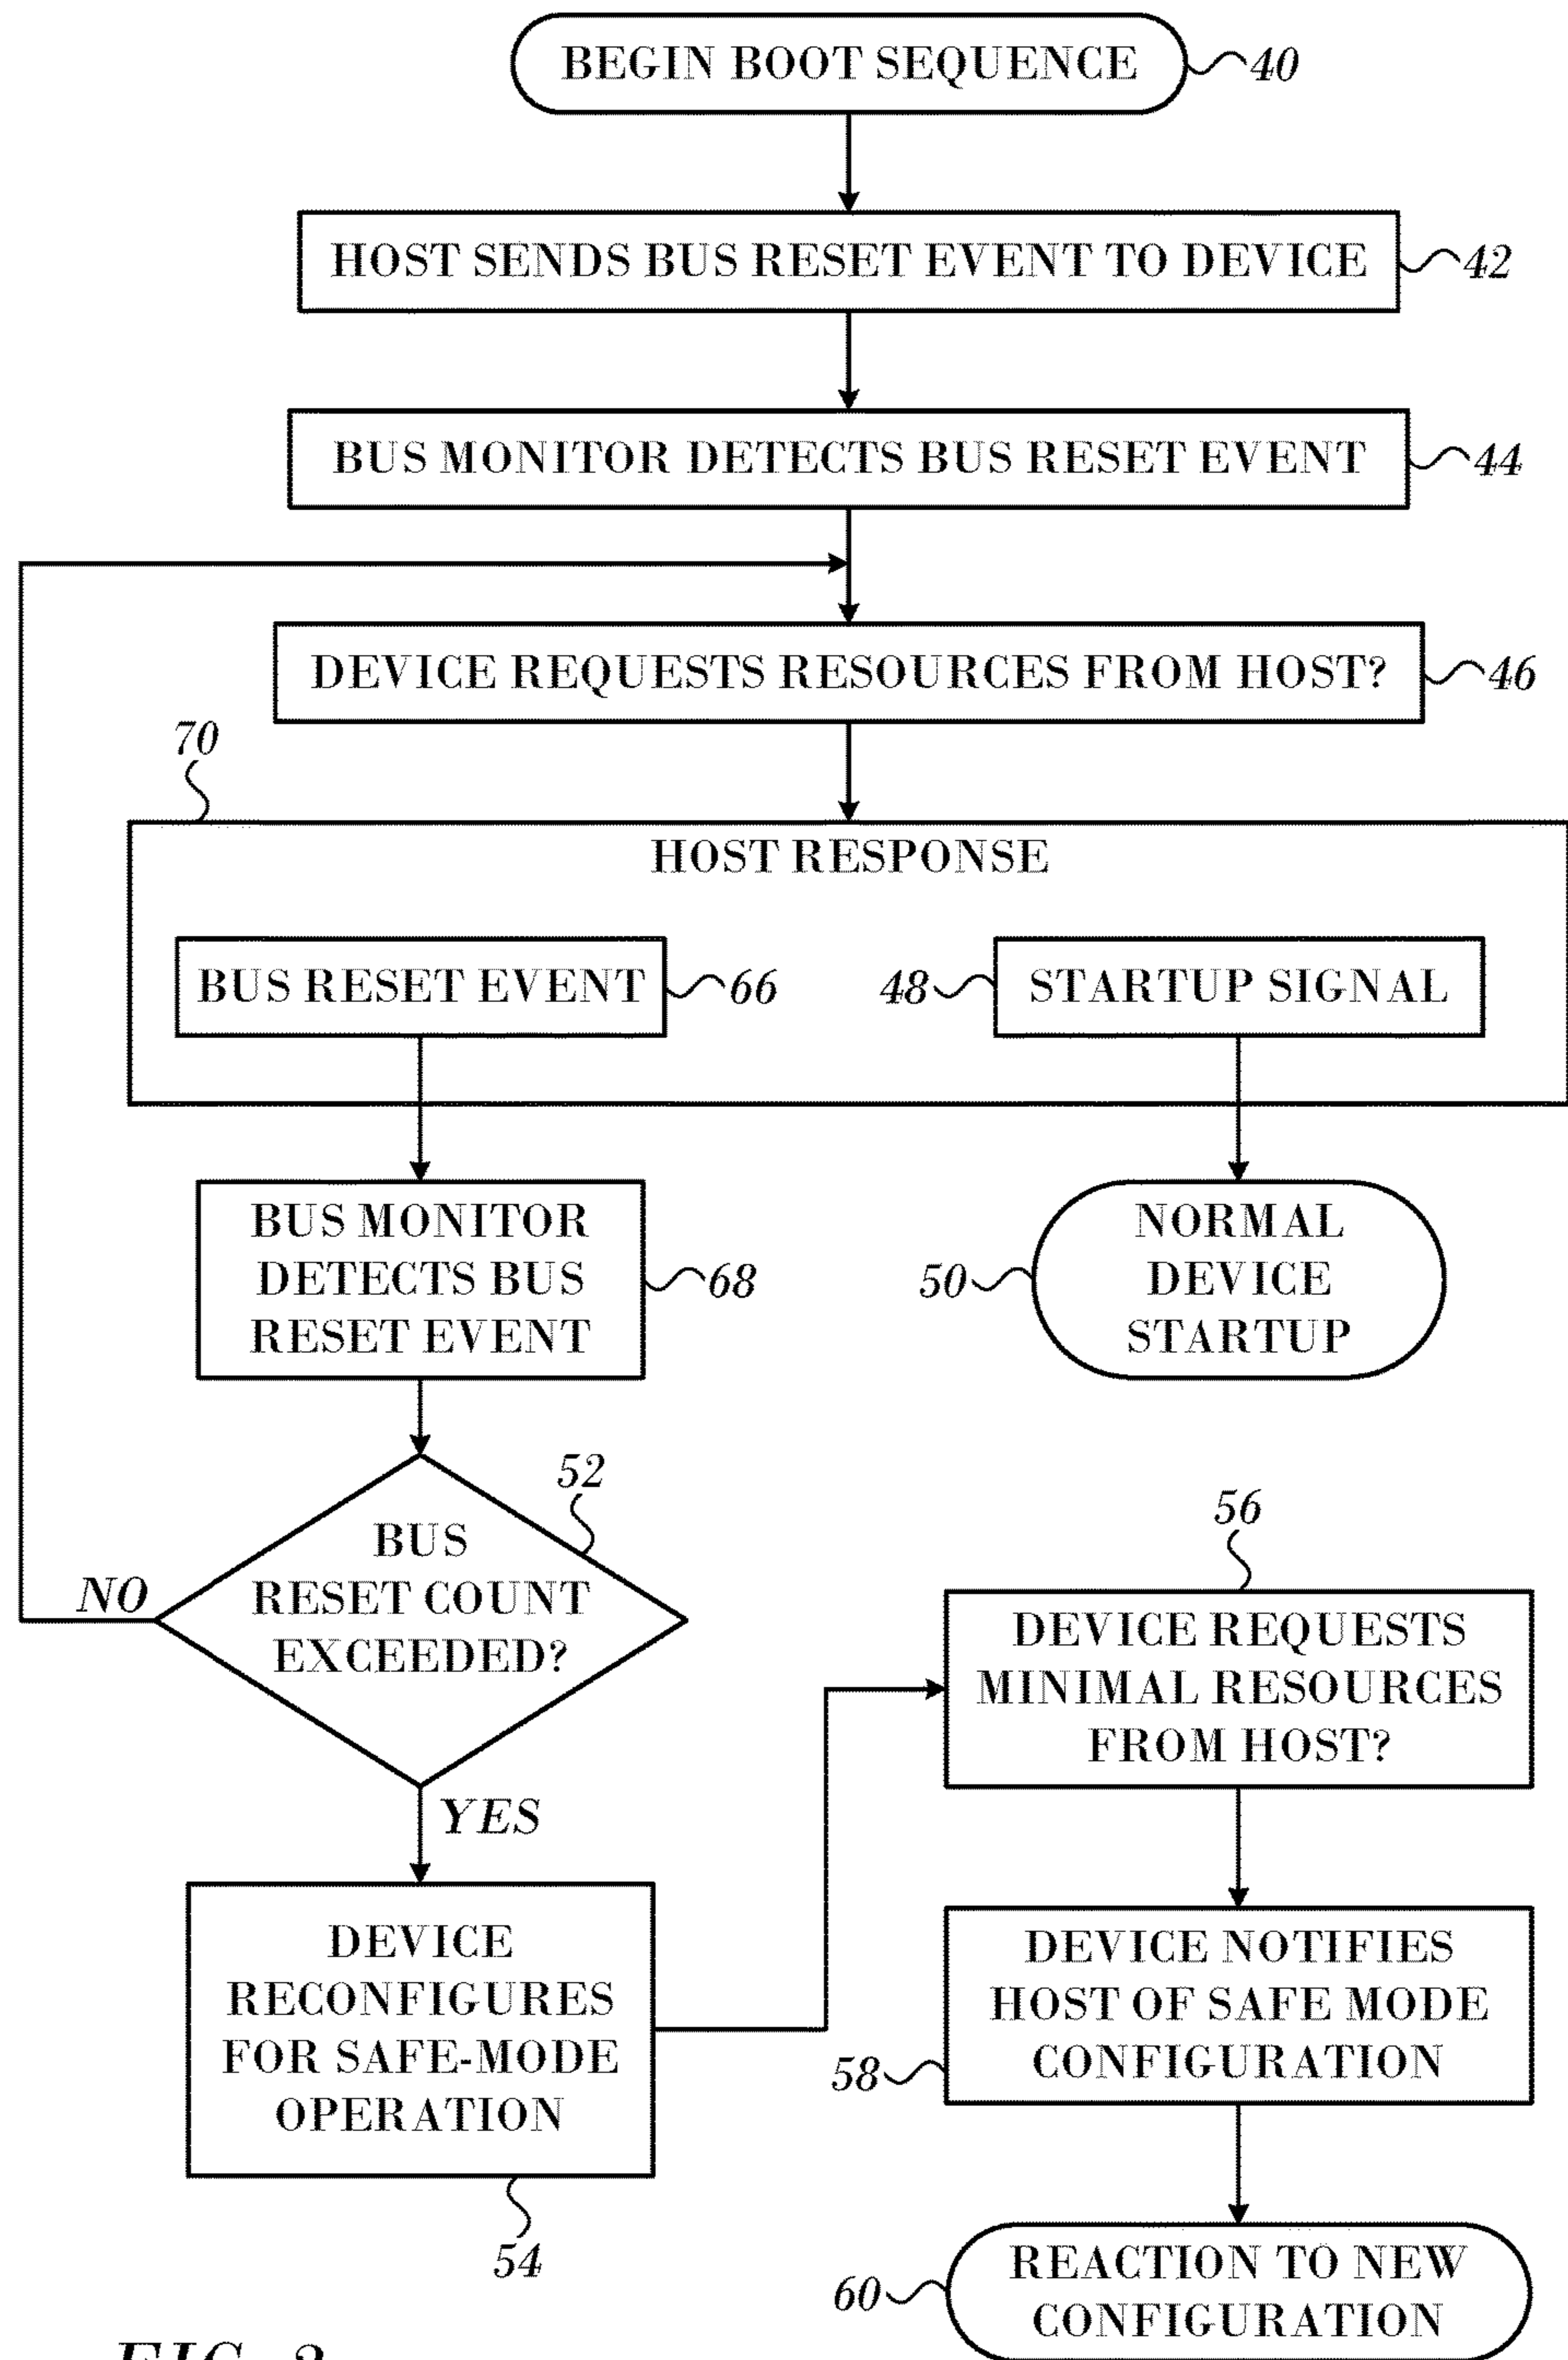 BEGIN BOOT SEQUENCE
40
HOST SENDS BUS RESET EVENT TO DEVICE
42
BUS MONITOR DETECTS BUS RESET EVENT
44
DEVICE REQUESTS RESOURCES FROM HOST?
46
70
HOST RESPONSE
BUS RESET EVENT
66
48
STARTUP SIGNAL
BUS MONITOR
DETECTS BUS
RESET EVENT
68
50
NORMAL
DEVICE
STARTUP
52
BUS
RESET COUNT
EXCEEDED?
NO
YES
DEVICE
RECONFIGURES
FOR SAFE-MODE
OPERATION
54
56
DEVICE REQUESTS
MINIMAL RESOURCES
FROM HOST?
DEVICE NOTIFIES
HOST OF SAFE MODE
CONFIGURATION
58
60
REACTION TO NEW
CONFIGURATION